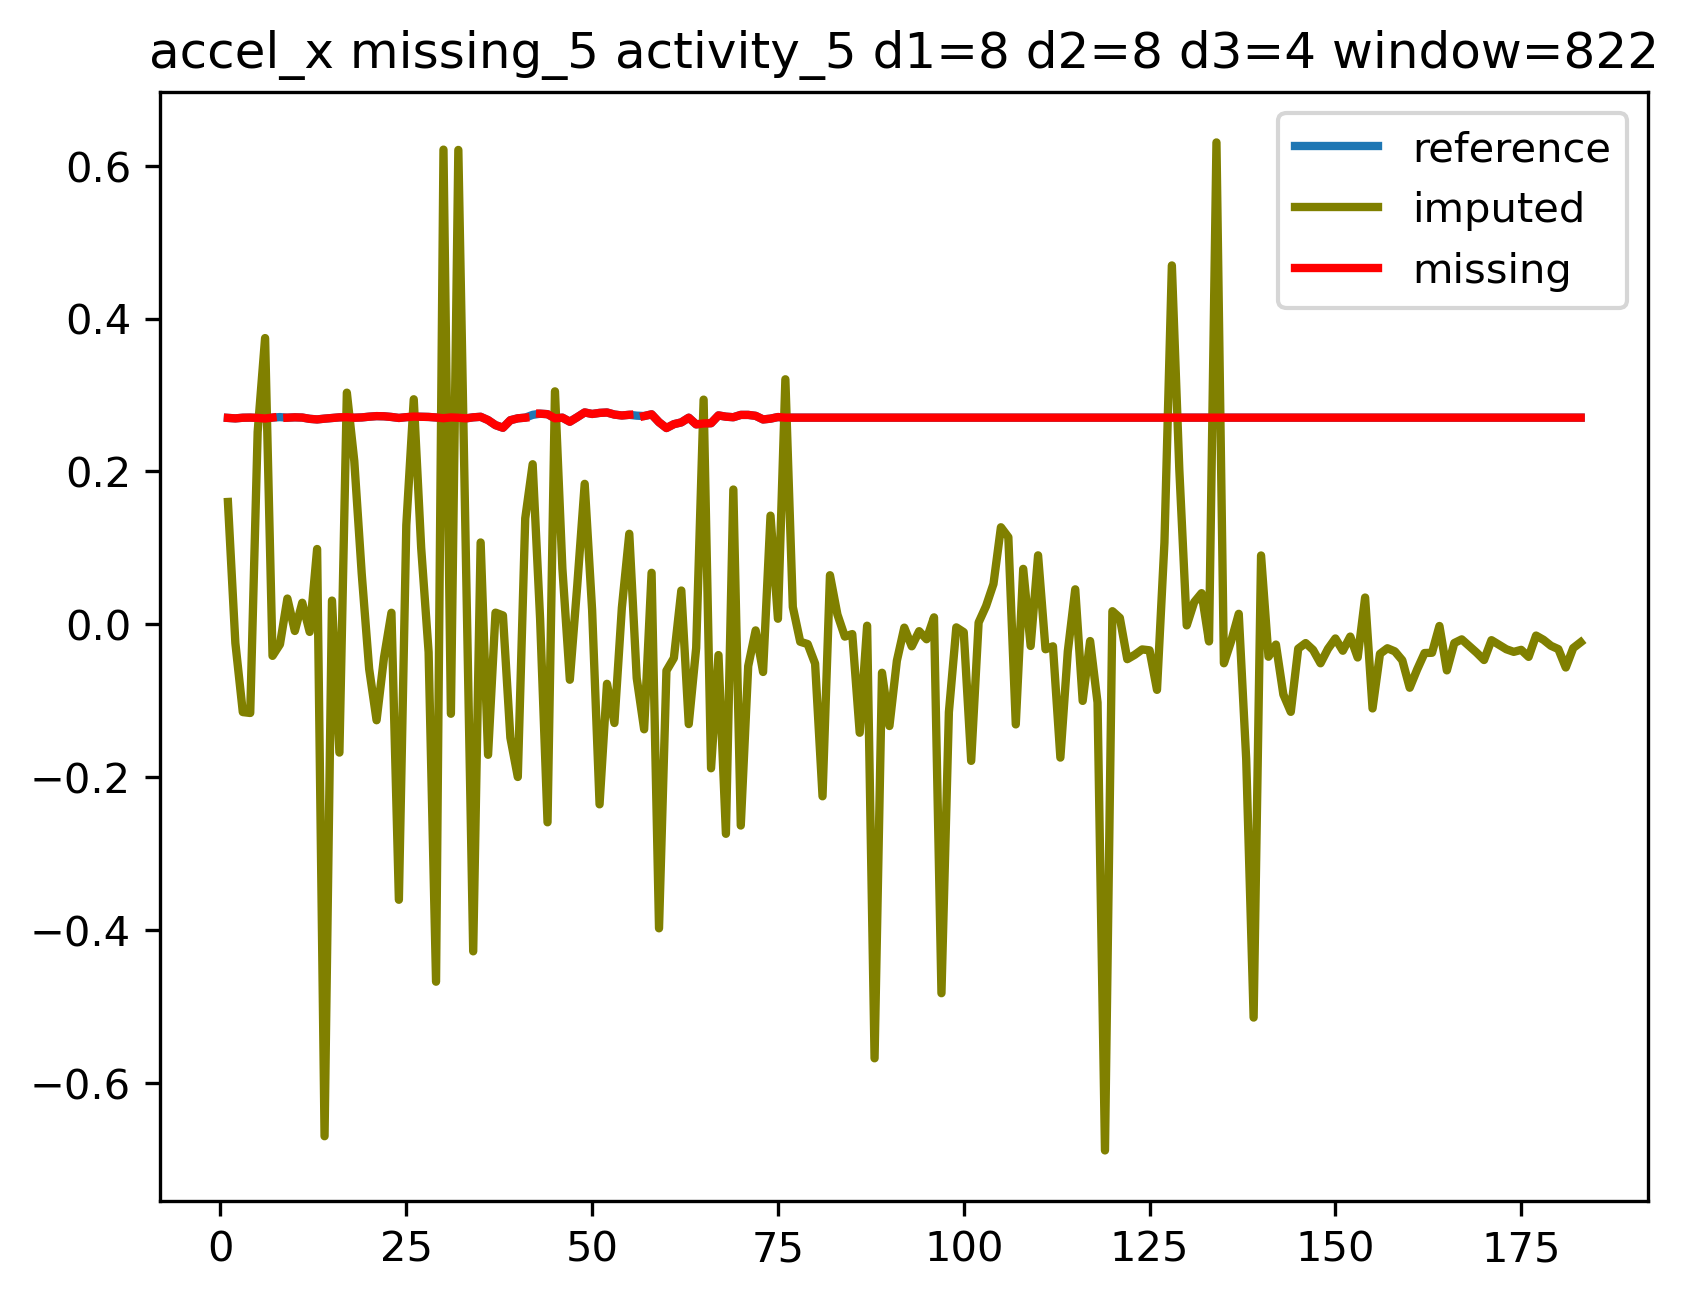 accel_x missing_5 activity_5 d1=8 d2=8 d3=4 window=822
reference
imputed
missing
0.6
0.4
0.2
0.0
−0.2
−0.4
−0.6
0 25 50 75 100 125 150 175